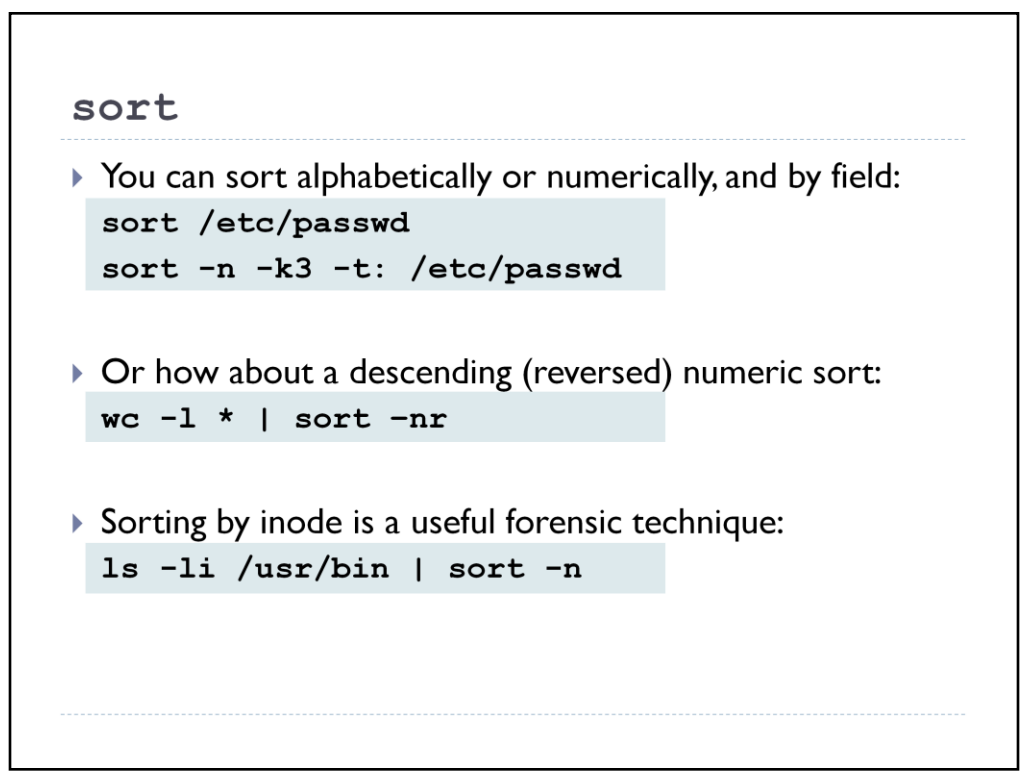 sort
You can sort alphabetically or numerically, and by field:
sort /etc/passwd
sort -n -k3 -t: /etc/passwd
Or how about a descending (reversed) numeric sort:
wc -l * | sort –nr
Sorting by inode is a useful forensic technique:
ls -li /usr/bin | sort -n